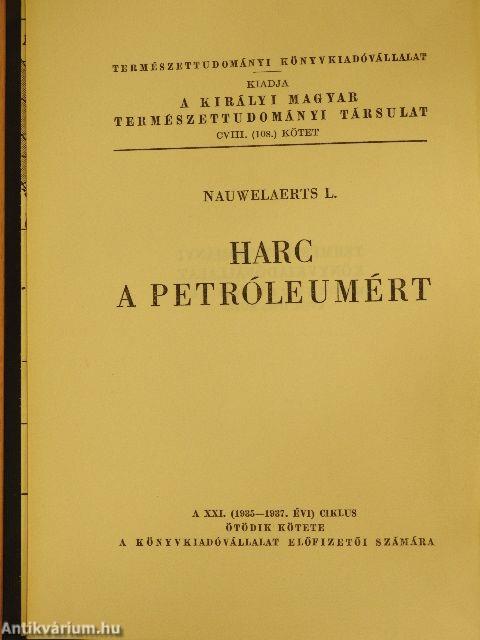 TERMÉSZETTUDOMÁNYI KÖNYVKIADÓVÁLLALAT
KIADJA
A KIRÁLYI MAGYAR
TERMÉSZETTUDOMÁNYI TÁRSULAT
CVIII. (108.) KÖTET
NAUWELAERTS L.
HARC
A PETRÓLEUMÉRT
A XXI. (1935—1937. ÉVI) CIKLUS
ÖTÖDIK KÖTETE
A KÖNYVKIADÓVÁLLALAT ELŐFIZETŐI SZÁMÁRA
Antikvárium.hu